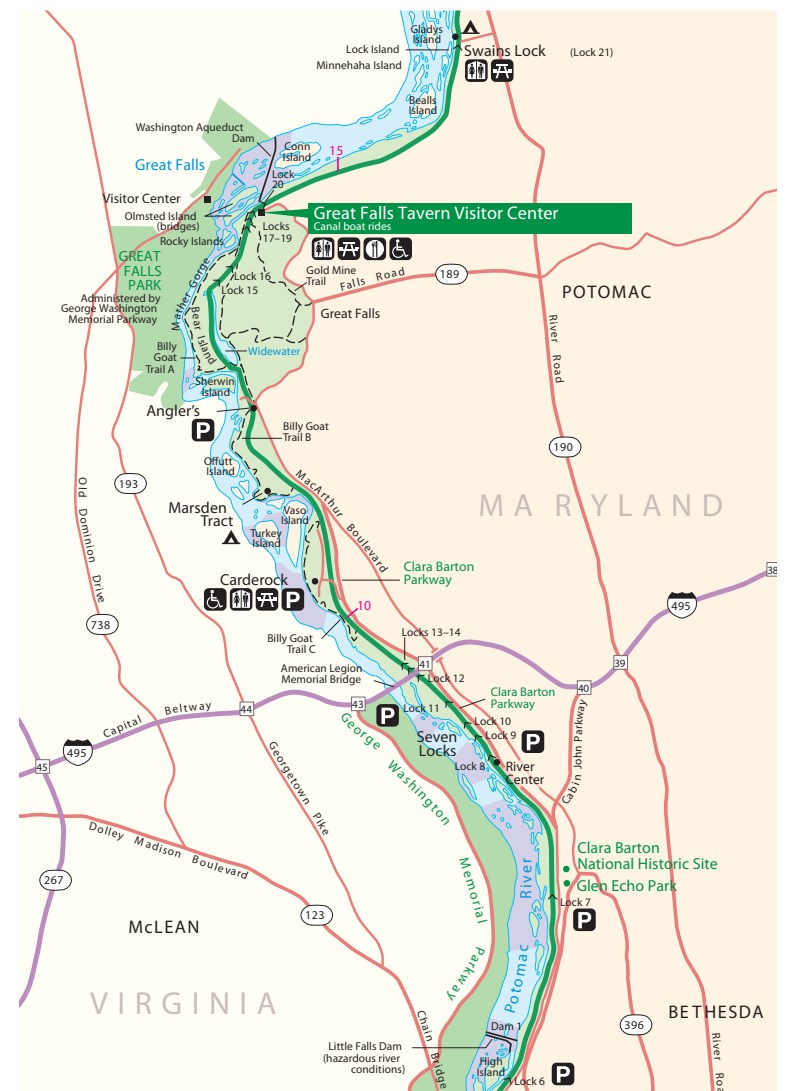 Gladys
Island
Lock Island
Swains Lock
(Lock 21)
Minnehaha Island
Bealls
Island
Washington Aqueduct
Dam
Conn
Island
15
Great Falls
Lock
20
Visitor Center
Great Falls Tavern Visitor Center
Canal boat rides
Olmsted Island
(bridges)
Locks
17–19
Rocky Islands
GREAT
FALLS
PARK
Administered by
George Washington
Memorial Parkway
Mather Gorge
Lock 16
Lock 15
Gold Mine
Trail
Falls Road
189
POTOMAC
Great Falls
Bear Island
River Road
Billy
Goat
Trail A
Widewater
Sherwin
Island
Angler's
P
Billy Goat
Trail B
190
Offutt
Island
193
Old Dominion Drive
MacArthur Boulevard
MARYLAND
Marsden
Tract
Vaso
Island
Turkey
Island
Clara Barton
Parkway
Carderock
P
38
495
10
738
Billy Goat
Trail C
Locks 13–14
41
39
American Legion
Memorial Bridge
Lock 12
40
Clara Barton
Parkway
44
43
Capital Beltway
P
Lock 11
Lock 10
Lock 9
P
Seven
Locks
Cabin John Parkway
495
45
Lock 8
River
Center
George Washington Memorial Parkway
Georgetown Pike
Dolley Madison Boulevard
Clara Barton
National Historic Site
Glen Echo Park
267
Lock 7
P
123
McLEAN
Potomac River
VIRGINIA
BETHESDA
396
Chain Bridge
Dam 1
Little Falls Dam
(hazardous river
conditions)
High
Island
Lock 6
P
River Roa